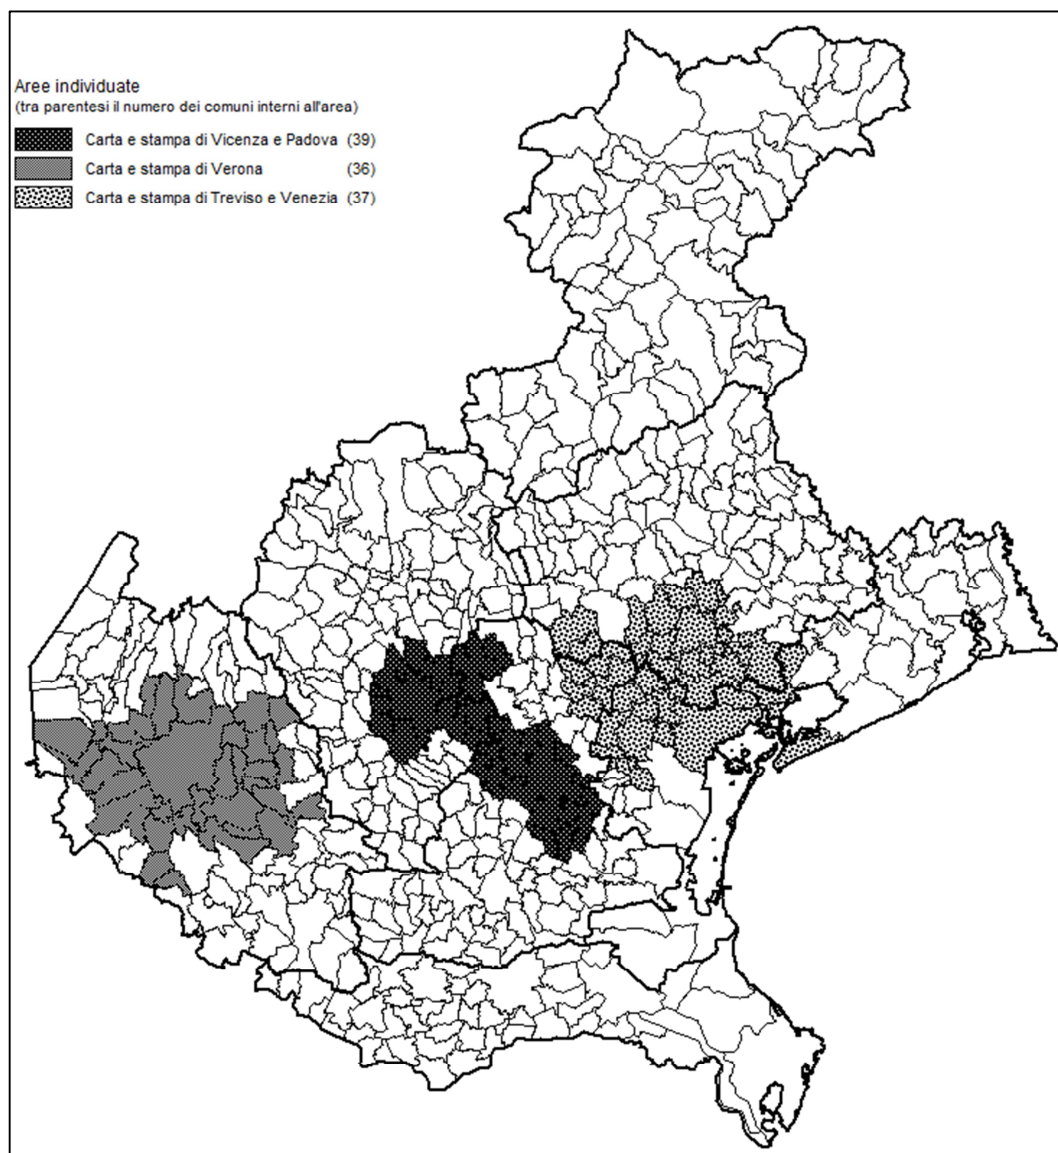 Aree individuate
(tra parentesi il numero dei comuni interni all'area)
Carta e stampa di Vicenza e Padova (39)
Carta e stampa di Verona (36)
Carta e stampa di Treviso e Venezia (37)